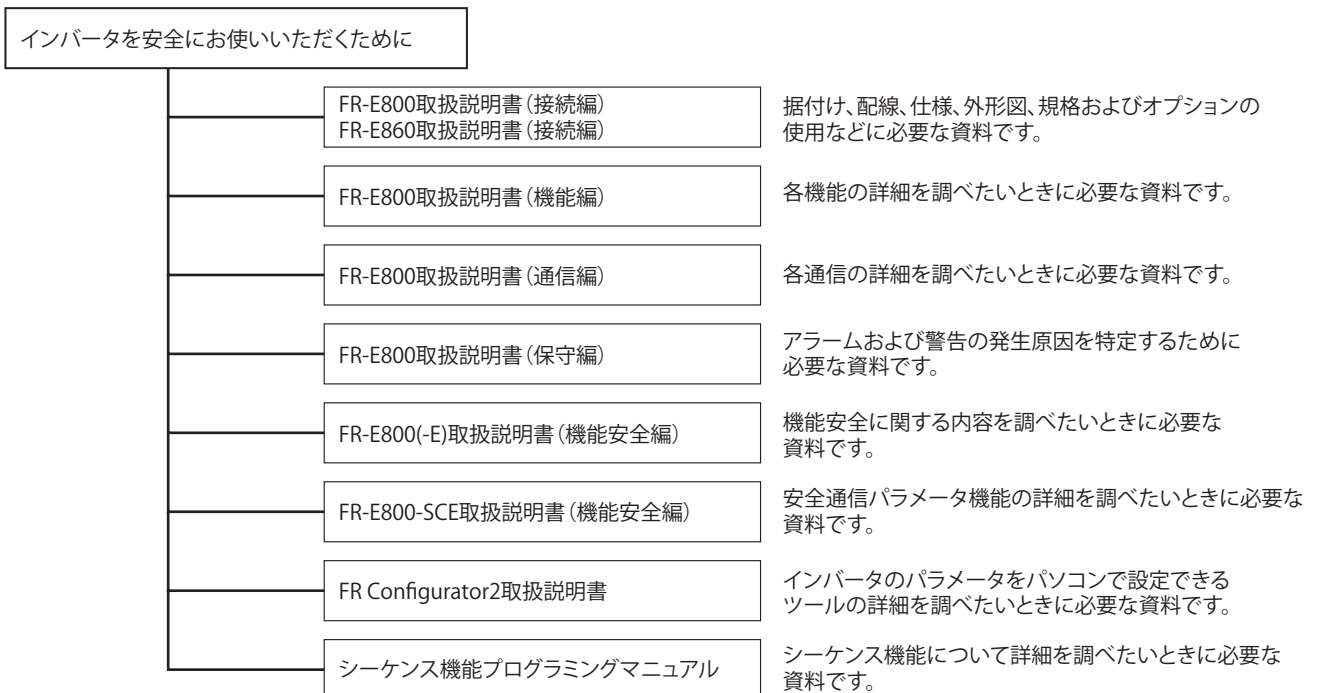 インバータを安全にお使いいただくために
FR-E800取扱説明書（接続編）
FR-E860取扱説明書（接続編）
据付け、配線、仕様、外形図、規格およびオプションの
使用などに必要な資料です。
FR-E800取扱説明書（機能編）
各機能の詳細を調べたいときに必要な資料です。
FR-E800取扱説明書（通信編）
各通信の詳細を調べたいときに必要な資料です。
FR-E800取扱説明書（保守編）
アラームおよび警告の発生原因を特定するために
必要な資料です。
FR-E800(-E)取扱説明書（機能安全編）
機能安全に関する内容を調べたいときに必要な
資料です。
FR-E800-SCE取扱説明書（機能安全編）
安全通信パラメータ機能の詳細を調べたいときに必要な
資料です。
FR Configurator2取扱説明書
インバータのパラメータをパソコンで設定できる
ツールの詳細を調べたいときに必要な資料です。
シーケンス機能プログラミングマニュアル
シーケンス機能について詳細を調べたいときに必要な
資料です。